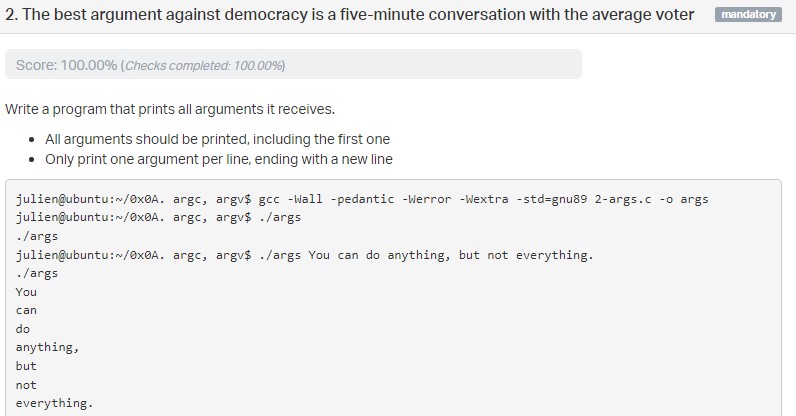 2. The best argument against democracy is a five-minute conversation with the average voter mandatory
Score: 100.00% (Checks completed: 100.00%)
Write a program that prints all arguments it receives.
• All arguments should be printed, including the first one
• Only print one argument per line, ending with a new line
julien@ubuntu:~/0x0A. argc, argv$ gcc -Wall -pedantic -Werror -Wextra -std=gnu89 2-args.c -o args
julien@ubuntu:~/0x0A. argc, argv$ ./args
./args
julien@ubuntu:~/0x0A. argc, argv$ ./args You can do anything, but not everything.
./args
You
can
do
anything,
but
not
everything.